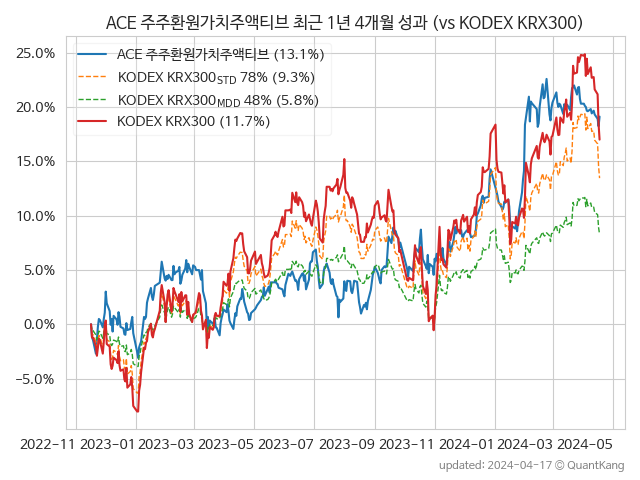 ACE 주주환원가치주액티브 최근 1년 4개월 성과 (vs KODEX KRX300)
25.0%
20.0%
15.0%
10.0%
5.0%
0.0%
−5.0%
ACE 주주환원가치주액티브 (13.1%)
KODEX KRX300STD 78% (9.3%)
KODEX KRX300MDD 48% (5.8%)
KODEX KRX300 (11.7%)
2022−11 2023−01 2023−03 2023−05 2023−07 2023−09 2023−11 2024−01 2024−03 2024−05
updated: 2024-04-17 © QuantKang